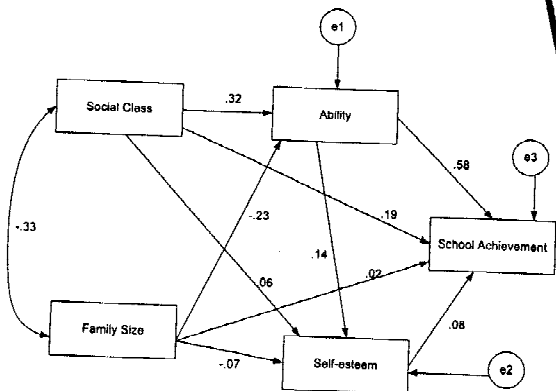 e1
Social Class
.32
Ability
.58
e3
-.33
-.23
.19
School Achievement
.14
.06
.02
Family Size
-.07
Self-esteem
.08
e2